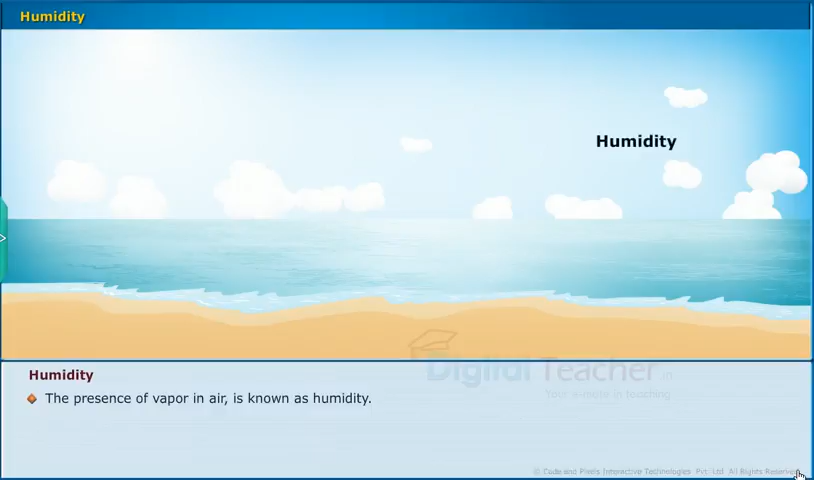 Humidity
Humidity
Humidity
The presence of vapor in air, is known as humidity.
Digital Teacher.in
Your e-mate in teaching
© Code and Pixels Interactive Technologies Pvt. Ltd. All Rights Reserved